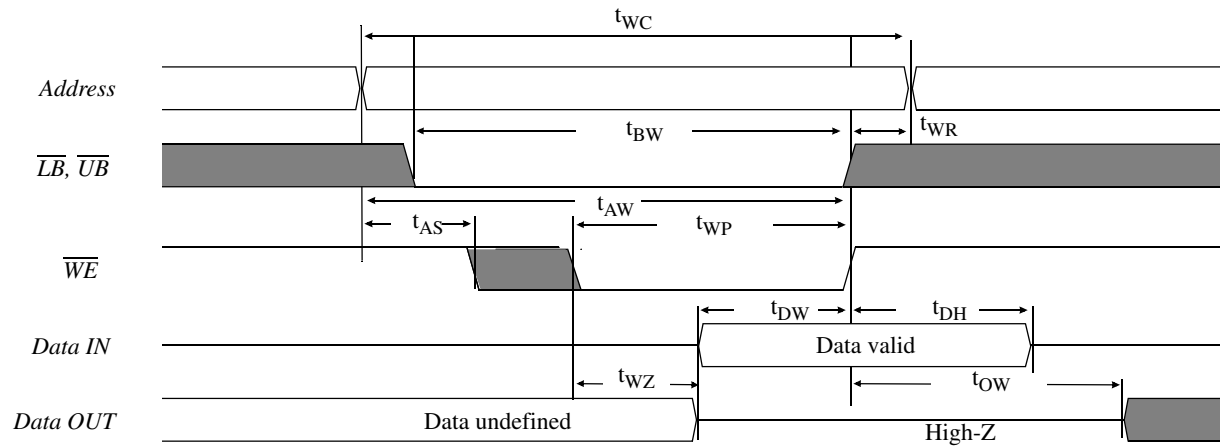 tWC
Address
tBW
tWR
LB, UB
tAW
tAS
tWP
WE
tDW
tDH
Data IN
Data valid
tWZ
tOW
Data OUT
Data undefined
High-Z